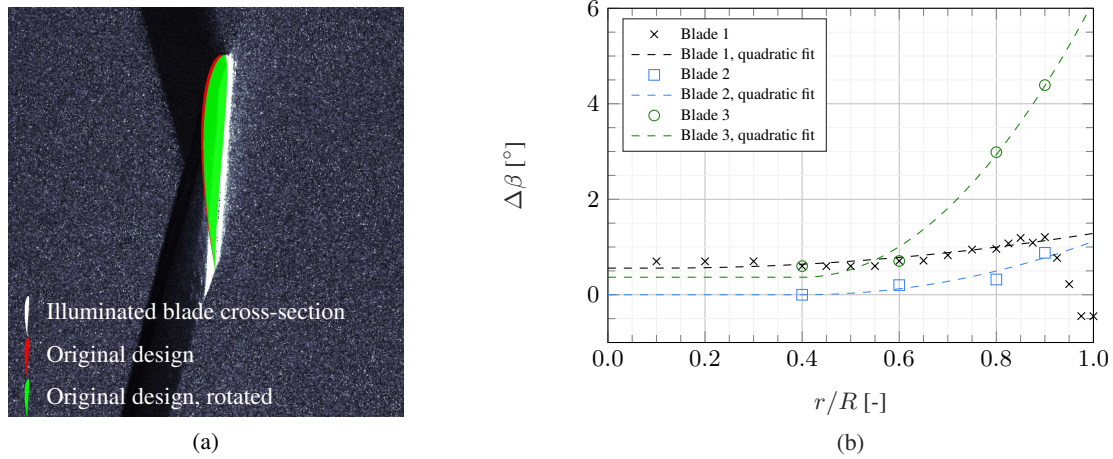 Illuminated blade cross-section
Original design
Original design, rotated
(a)
6
4
2
0
Δβ [°]
Blade 1
Blade 1, quadratic fit
Blade 2
Blade 2, quadratic fit
Blade 3
Blade 3, quadratic fit
0.0 0.2 0.4 0.6 0.8 1.0
r/R [-]
(b)